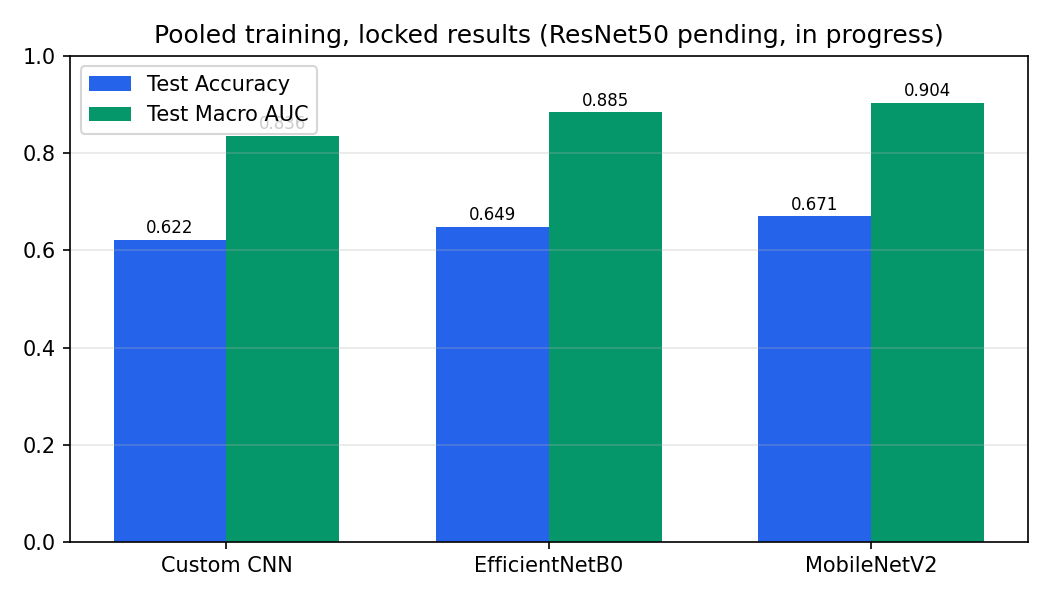 Pooled training, locked results (ResNet50 pending, in progress)
1.0
0.8
0.6
0.4
0.2
0.0
Test Accuracy
Test Macro AUC
0.622
0.836
0.649
0.885
0.671
0.904
Custom CNN
EfficientNetB0
MobileNetV2